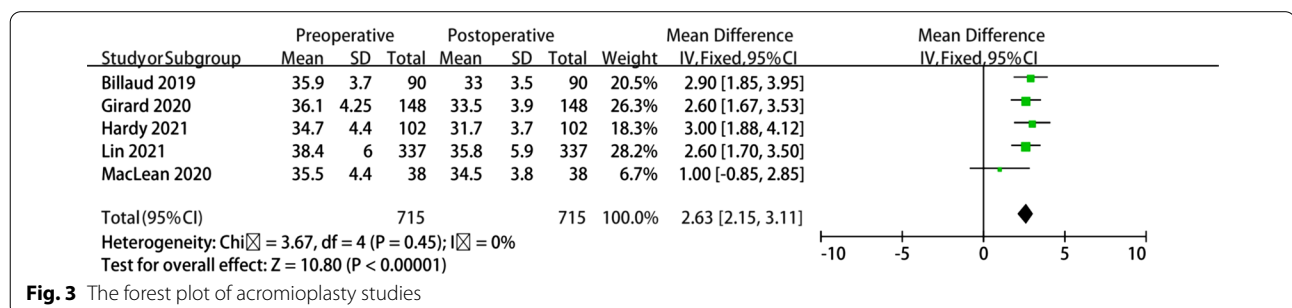 Preoperative Postoperative Mean Difference Mean Difference
Study or Subgroup Mean SD Total Mean SD Total Weight IV, Fixed, 95% CI IV, Fixed, 95% CI
Billaud 2019 35.9 3.7 90 33 3.5 90 20.5% 2.90 [1.85, 3.95]
Girard 2020 36.1 4.25 148 33.5 3.9 148 26.3% 2.60 [1.67, 3.53]
Hardy 2021 34.7 4.4 102 31.7 3.7 102 18.3% 3.00 [1.88, 4.12]
Lin 2021 38.4 6 337 35.8 5.9 337 28.2% 2.60 [1.70, 3.50]
MacLean 2020 35.5 4.4 38 34.5 3.8 38 6.7% 1.00 [-0.85, 2.85]
Total (95% CI) 715 715 100.0% 2.63 [2.15, 3.11]
Heterogeneity: Chi☒ = 3.67, df = 4 (P = 0.45); I☒ = 0%
Test for overall effect: Z = 10.80 (P < 0.00001)
-10 -5 0 5 10
Fig. 3 The forest plot of acromioplasty studies